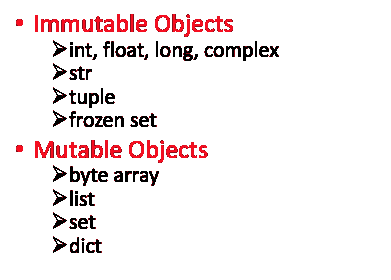 • Immutable Objects
➢int, float, long, complex
➢str
➢tuple
➢frozen set
• Mutable Objects
➢byte array
➢list
➢set
➢dict